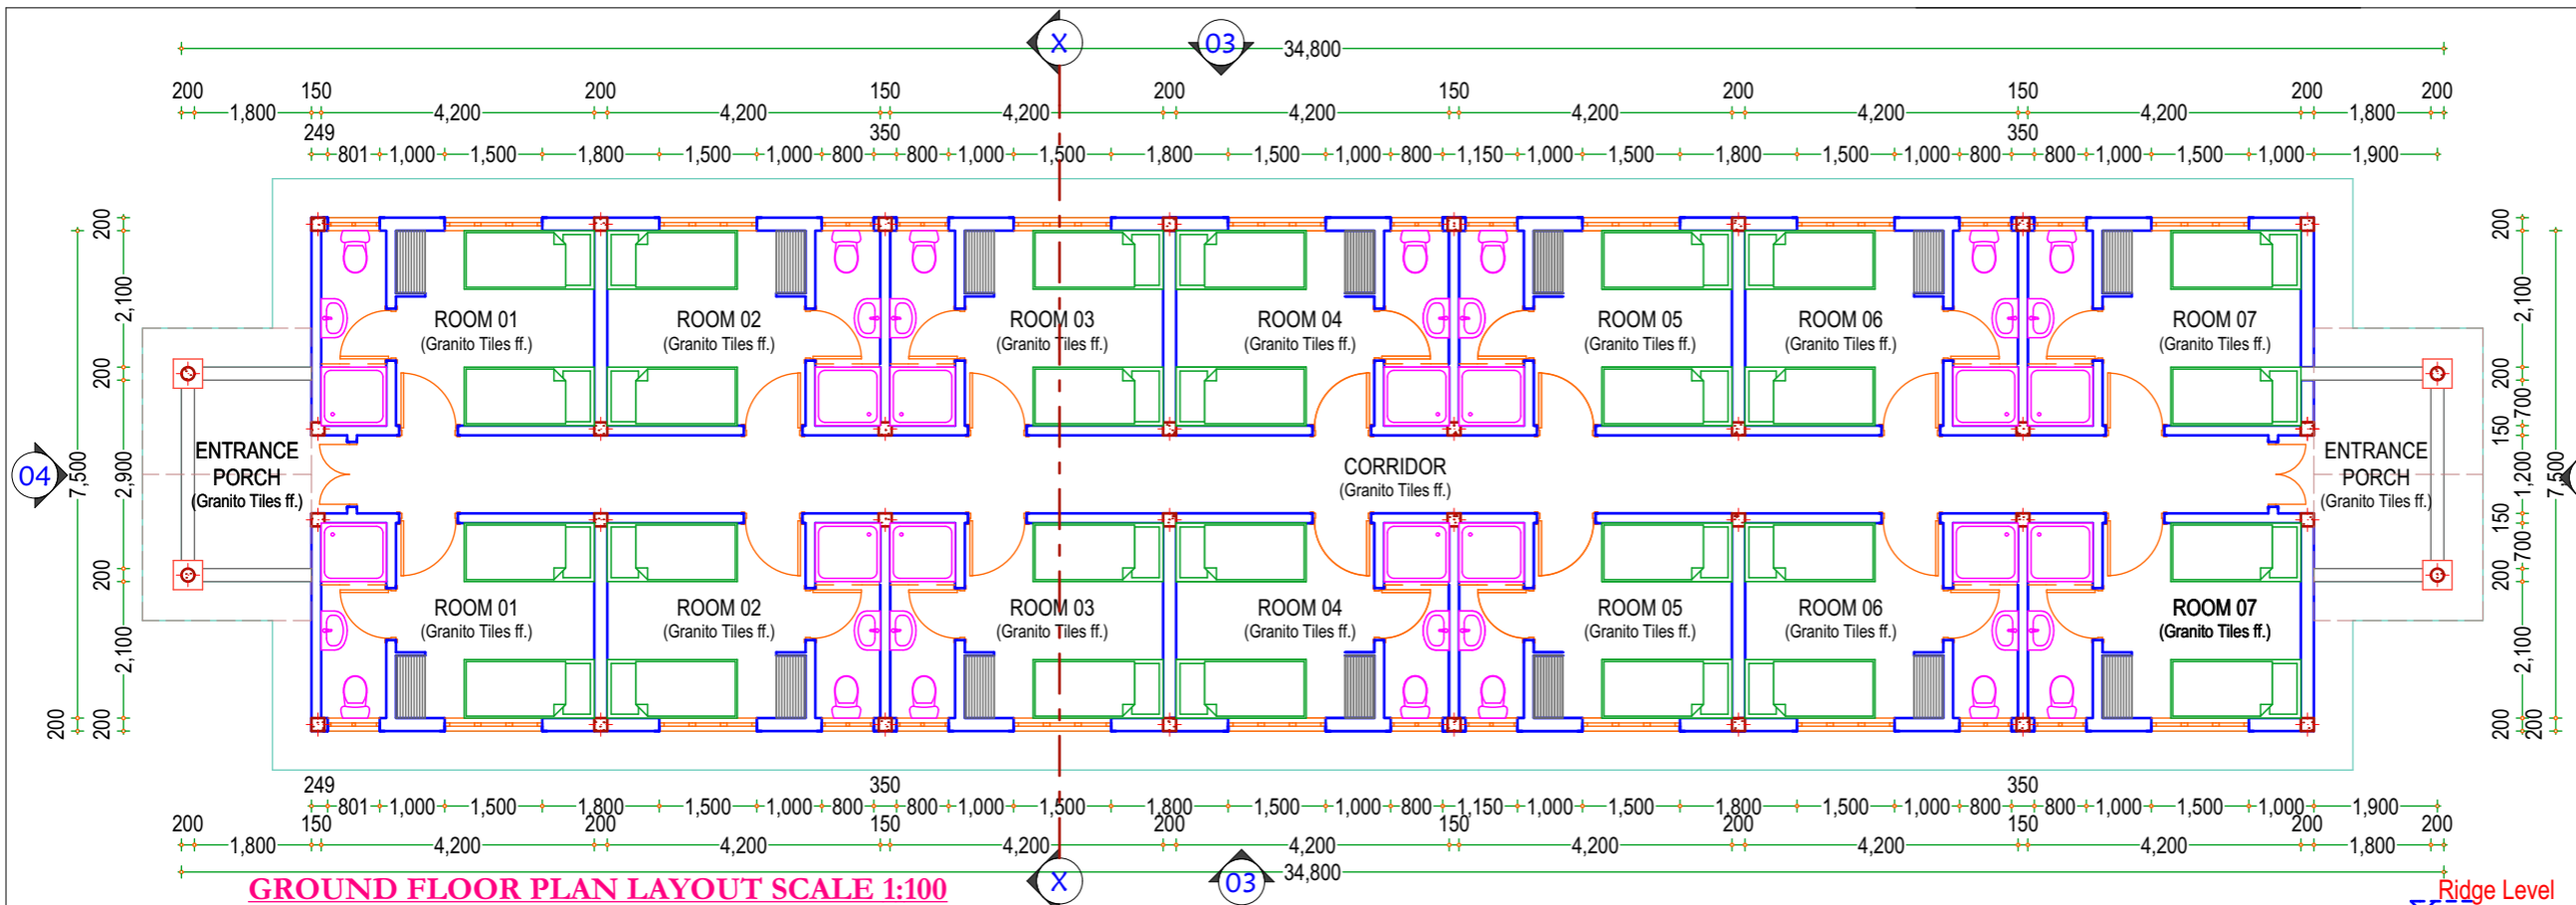 X 03
34,800
200 150 200 150 200 150 200 150 200 200
1,800 4,200 4,200 4,200 4,200 4,200 4,200 4,200 1,800
249 350 350
801 1,000 1,500 1,800 1,500 1,000 800 800 1,000 1,500 1,800 1,500 1,000 800 1,150 1,000 1,500 1,800 1,500 1,000 800 800 1,000 1,500 1,000 1,900
200 200
2,100 2,100
ROOM 01 ROOM 02 ROOM 03 ROOM 04 ROOM 05 ROOM 06 ROOM 07
(Granito Tiles ff.) (Granito Tiles ff.) (Granito Tiles ff.) (Granito Tiles ff.) (Granito Tiles ff.) (Granito Tiles ff.) (Granito Tiles ff.)
200 200
700
150
ENTRANCE ENTRANCE
PORCH CORRIDOR PORCH
(Granito Tiles ff.) (Granito Tiles ff.) (Granito Tiles ff.)
04 7,500 2,900 1,200 7,500
150
700
200 200
ROOM 01 ROOM 02 ROOM 03 ROOM 04 ROOM 05 ROOM 06 ROOM 07
(Granito Tiles ff.) (Granito Tiles ff.) (Granito Tiles ff.) (Granito Tiles ff.) (Granito Tiles ff.) (Granito Tiles ff.) (Granito Tiles ff.)
2,100 2,100
200 200 200 200
249 350 350
801 1,000 1,500 1,800 1,500 1,000 800 800 1,000 1,500 1,800 1,500 1,000 800 1,150 1,000 1,500 1,800 1,500 1,000 800 800 1,000 1,500 1,000 1,900
200 150 200 150 200 150 200 150 200 200
1,800 4,200 4,200 4,200 4,200 4,200 4,200 4,200 1,800
34,800
GROUND FLOOR PLAN LAYOUT SCALE 1:100
X 03
Ridge Level